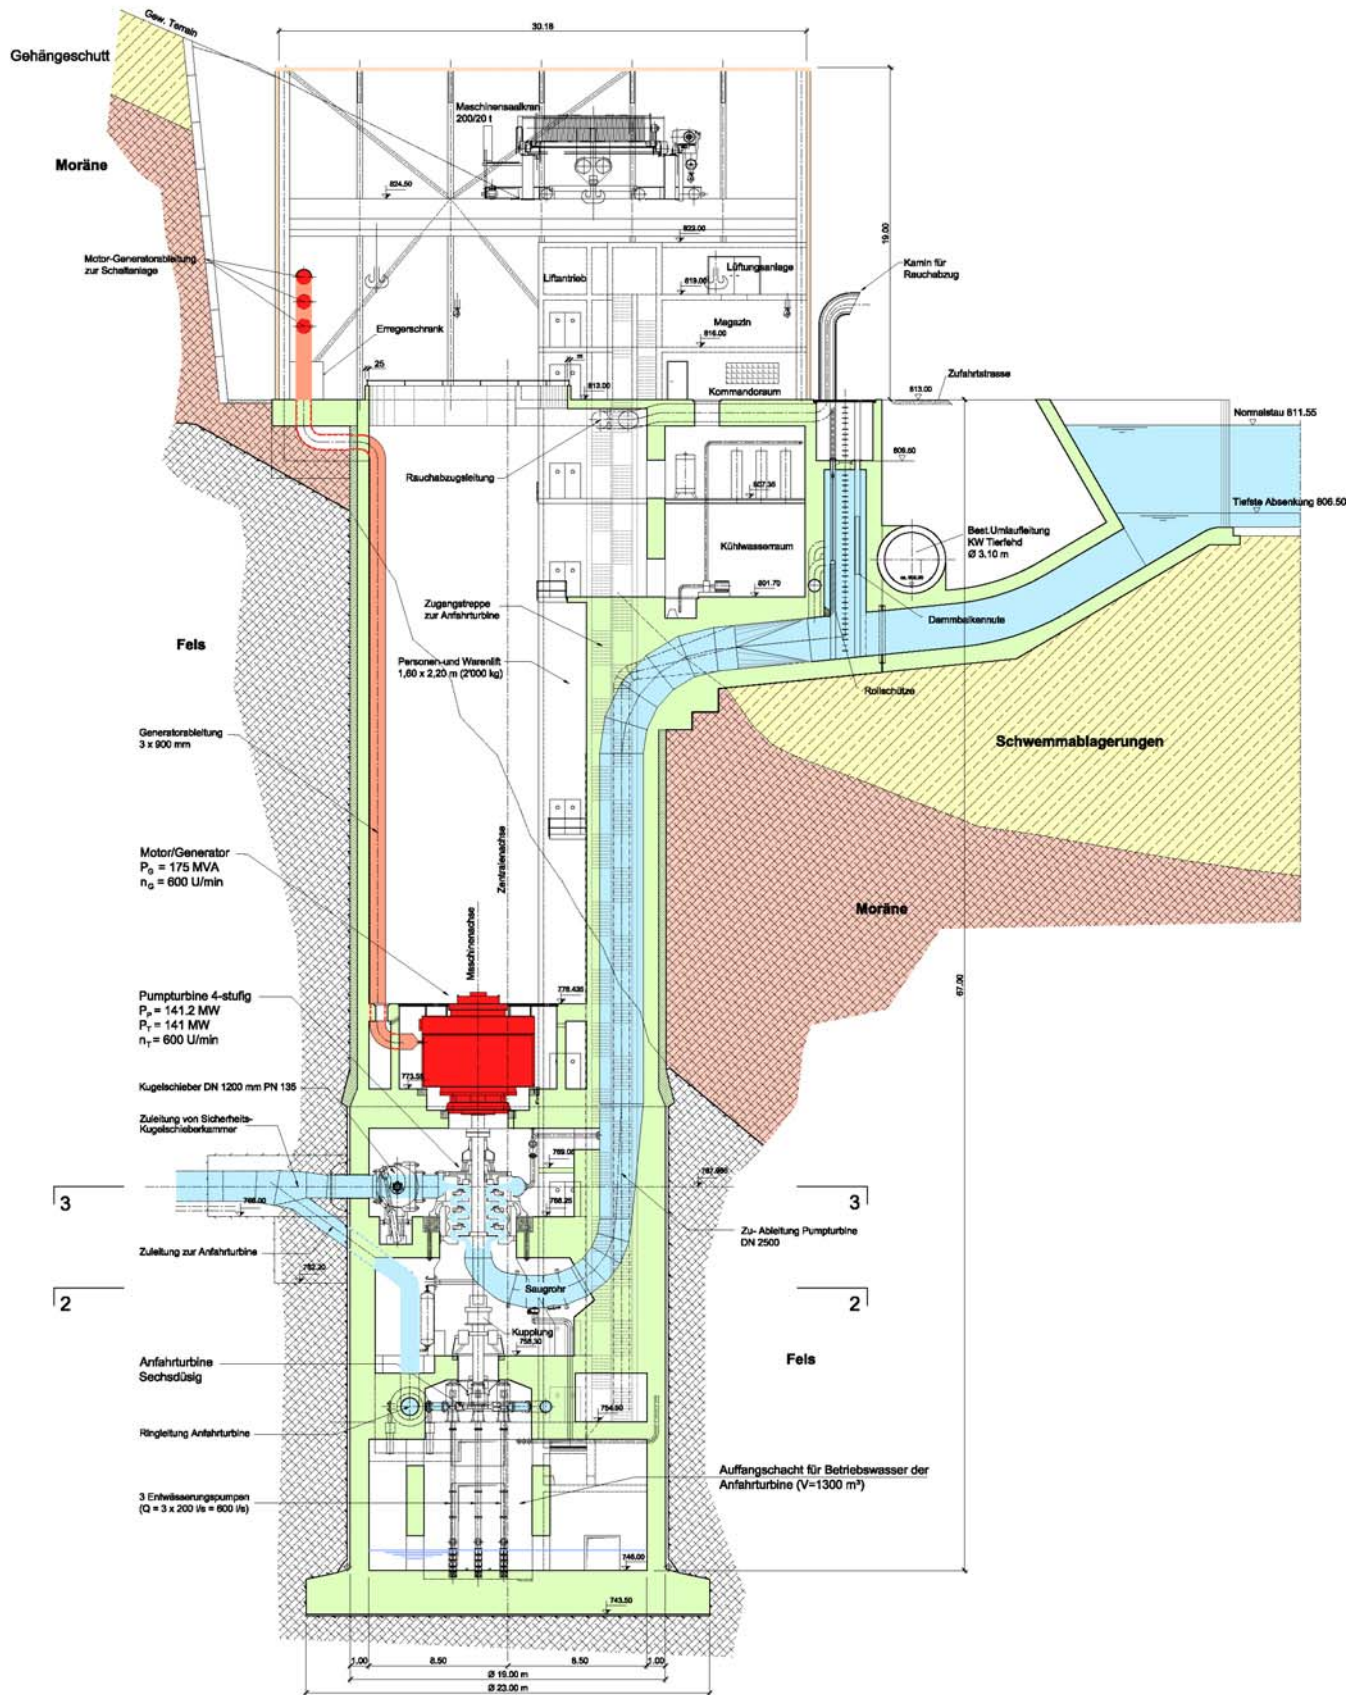 Gew. Terrain
30.16
Gehängeschutt
Maschinensaalkran
200/20 t
Moräne
824.50
19.00
822.00
Motor-Generatorableitung
zur Schaltanlage
Liftantrieb
Lüftungsanlage
819.00
Kamin für
Rauchabzug
Erregerschrank
Magazin
816.00
25
Zufahrtstrasse
813.00
Kommandoraum
813.00
Normalstau 811.55
809.60
Rauchabzugsleitung
807.35
Tiefste Absenkung 806.50
Best.Umlaufleitung
KW Tierfehd
Ø 3.10 m
Kühlwasserraum
801.70
Zugangstreppe
zur Anfahrturbine
Dammbalkennute
Fels
Personen-und Warenlift
1,60 x 2,20 m (2'000 kg)
Rollschütze
Generatorableitung
3 x 900 mm
Schwemmablagerungen
Motor/Generator
P_G = 175 MVA
n_G = 600 U/min
Zentralenachse
Moräne
Maschinenachse
67.00
Pumpturbine 4-stufig
P_P = 141.2 MW
P_T = 141 MW
n_T = 600 U/min
778.435
773.55
Kugelschieber DN 1200 mm PN 135
Zuleitung von Sicherheits-
Kugelschieberkammer
769.05
3
766.00
766.25
3
Zuleitung zur Anfahrturbine
Zu- Ableitung Pumpturbine
DN 2500
762.20
2
Saugrohr
2
Kupplung
758.30
Anfahrturbine
Sechsdüsig
Fels
754.50
Ringleitung Anfahrturbine
Auffangschacht für Betriebswasser der
Anfahrturbine (V=1300 m³)
3 Entwässerungspumpen
(Q = 3 x 200 l/s = 600 l/s)
746.00
743.50
1.00
8.50
8.50
1.00
Ø 19.00 m
Ø 23.00 m